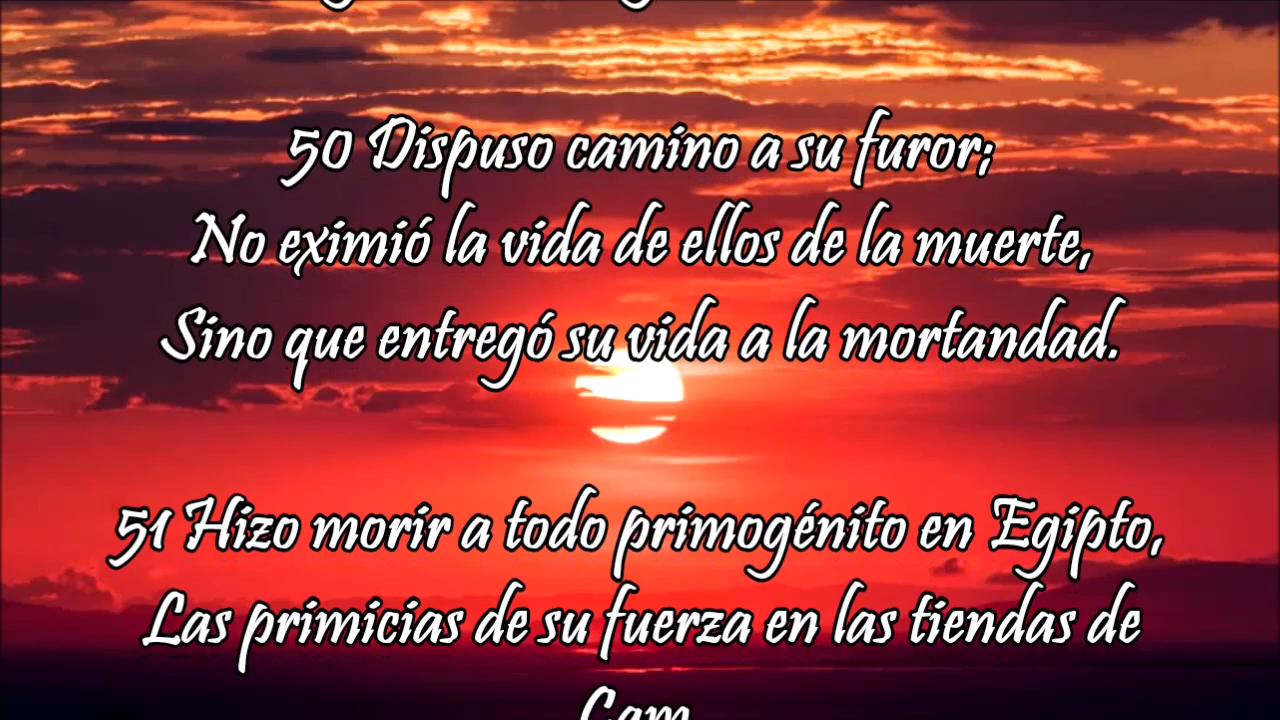 50 Dispuso camino a su furor;
No eximió la vida de ellos de la muerte,
Sino que entregó su vida a la mortandad.
51 Hizo morir a todo primogénito en Egipto,
Las primicias de su fuerza en las tiendas de
Cam